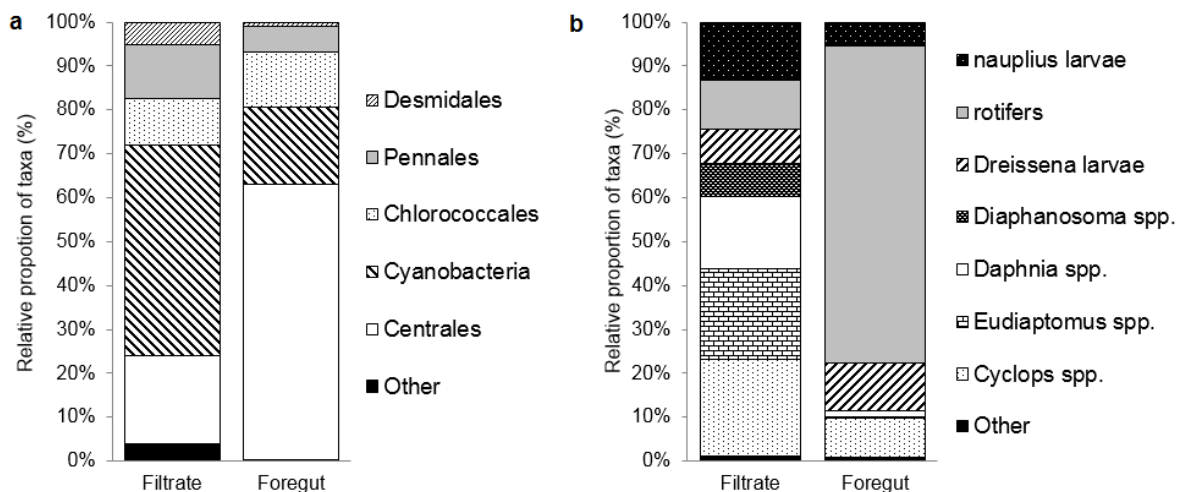 a
Relative propotion of taxa (%)
100%
90%
80%
70%
60%
50%
40%
30%
20%
10%
0%
Filtrate
Foregut
Desmidales
Pennales
Chlorococcales
Cyanobacteria
Centrales
Other
b
Relative proportion of taxa (%)
100%
90%
80%
70%
60%
50%
40%
30%
20%
10%
0%
Filtrate
Foregut
nauplius larvae
rotifers
Dreissena larvae
Diaphanosoma spp.
Daphnia spp.
Eudiaptomus spp.
Cyclops spp.
Other